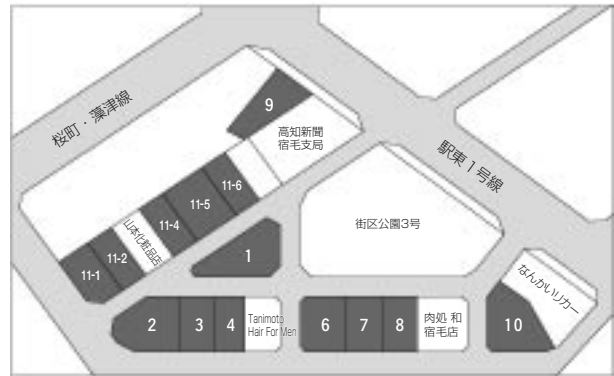 桜町・藻津線
9
高知新聞
宿毛支局
駅東1号線
11-6
11-5
11-4
山本化粧品店
11-2
11-1
街区公園3号
1
なんかいリカー
2
3
4
Tanimoto
Hair For Men
6
7
8
肉処 和
宿毛店
10